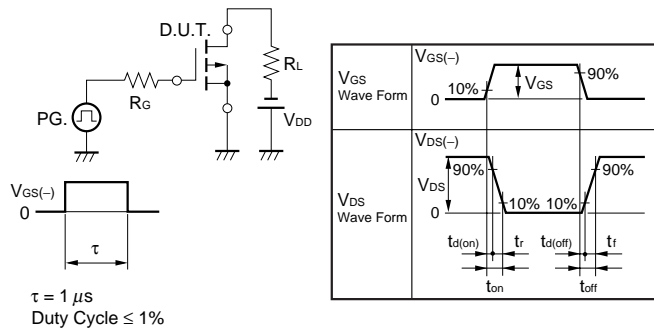 D.U.T.
RL
RG
PG.
VDD
VGS(−)
0
τ
τ = 1 μs
Duty Cycle ≤ 1%
VGS
Wave Form
VGS(−)
10%
VGS
90%
0
VDS
Wave Form
VDS(−)
VDS
90%
10%
10%
90%
0
td(on)
tr
td(off)
tf
ton
toff